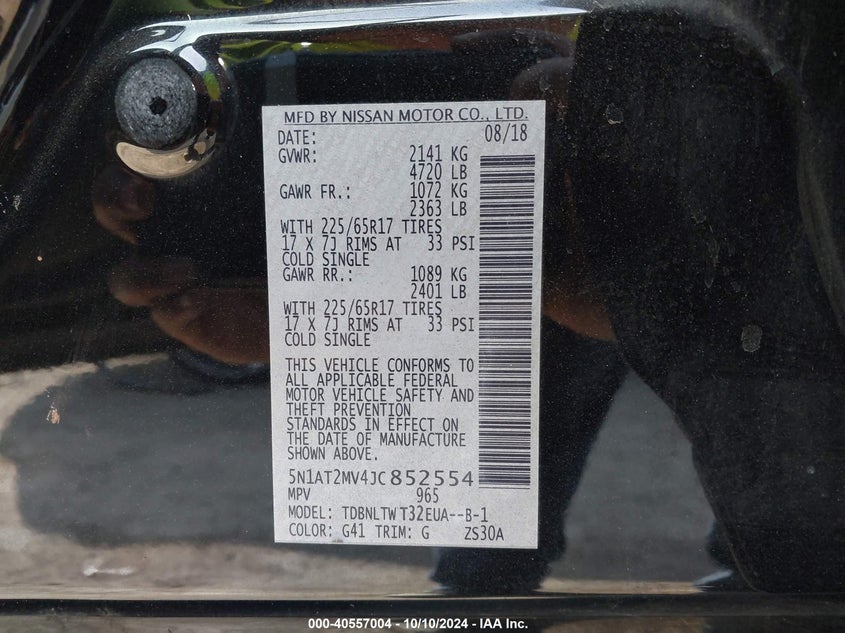 MFD BY NISSAN MOTOR CO., LTD.
DATE: 08/18
GVWR: 2141 KG
4720 LB
GAWR FR.: 1072 KG
2363 LB
WITH 225/65R17 TIRES
17 X 7J RIMS AT 33 PSI
COLD SINGLE
GAWR RR.: 1089 KG
2401 LB
WITH 225/65R17 TIRES
17 X 7J RIMS AT 33 PSI
COLD SINGLE
THIS VEHICLE CONFORMS TO
ALL APPLICABLE FEDERAL
MOTOR VEHICLE SAFETY AND
THEFT PREVENTION
STANDARDS IN EFFECT ON
THE DATE OF MANUFACTURE
SHOWN ABOVE.
5N1AT2MV4JC852554
MPV 965
MODEL: TDBNLTWT32EUA--B-1
COLOR: G41 TRIM: G ZS30A
000-40557004 - 10/10/2024 - IAA Inc.